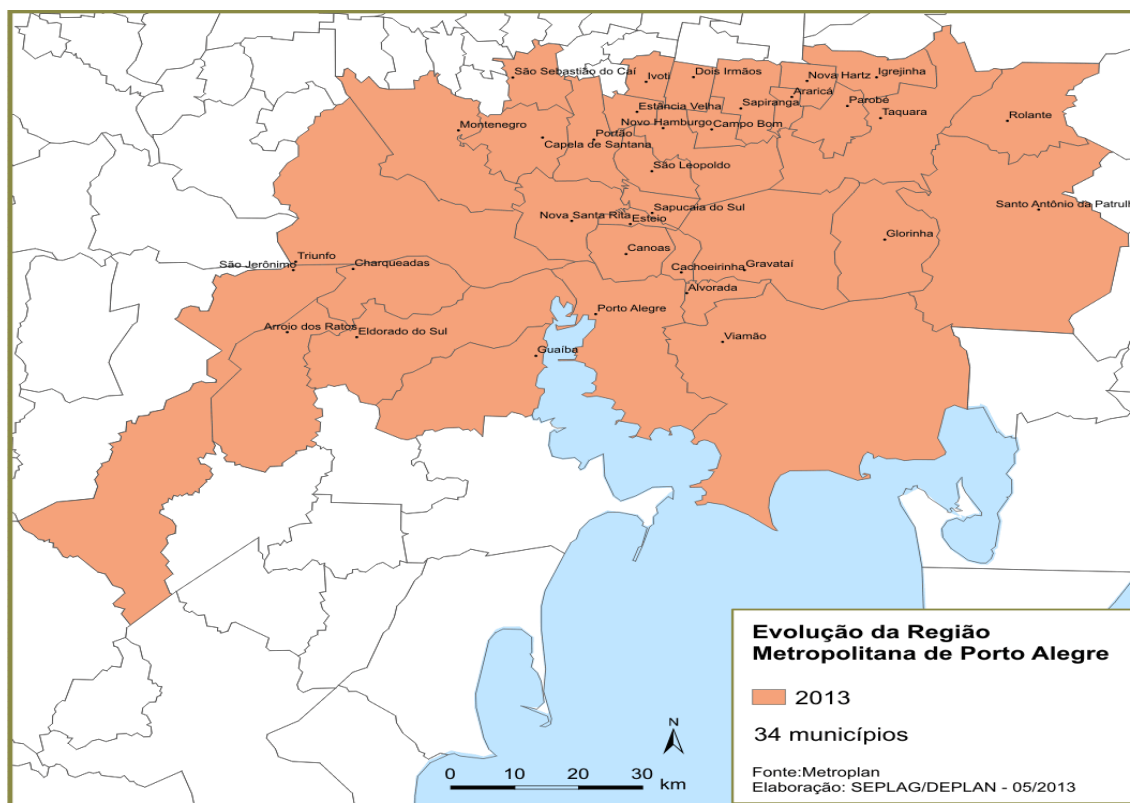 São Sebastião do Caí
Ivoti
Dois Irmãos
Nova Hartz
Igrejinha
Araricá
Estância Velha
Sapiranga
Parobé
Taquara
Rolante
Montenegro
Novo Hamburgo
Campo Bom
Portão
Capela de Santana
São Leopoldo
Santo Antônio da Patrulh
Nova Santa Rita
Sapucaia do Sul
Esteio
Glorinha
Canoas
Triunfo
São Jerônimo
Charqueadas
Cachoeirinha
Gravataí
Alvorada
Porto Alegre
Arroio dos Ratos
Eldorado do Sul
Viamão
Guaíba
Evolução da Região
Metropolitana de Porto Alegre
2013
34 municípios
Fonte:Metroplan
Elaboração: SEPLAG/DEPLAN - 05/2013
N
0 10 20 30
km